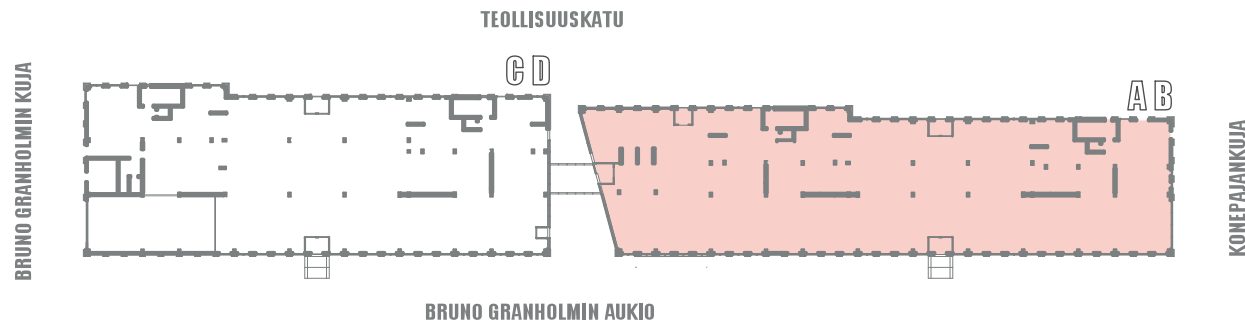 TEOLLISUUSKATU
BRUNO GRANHOLMIN KUJA
C D
A B
KONEPAJANKUJA
BRUNO GRANHOLMIN AUKIO